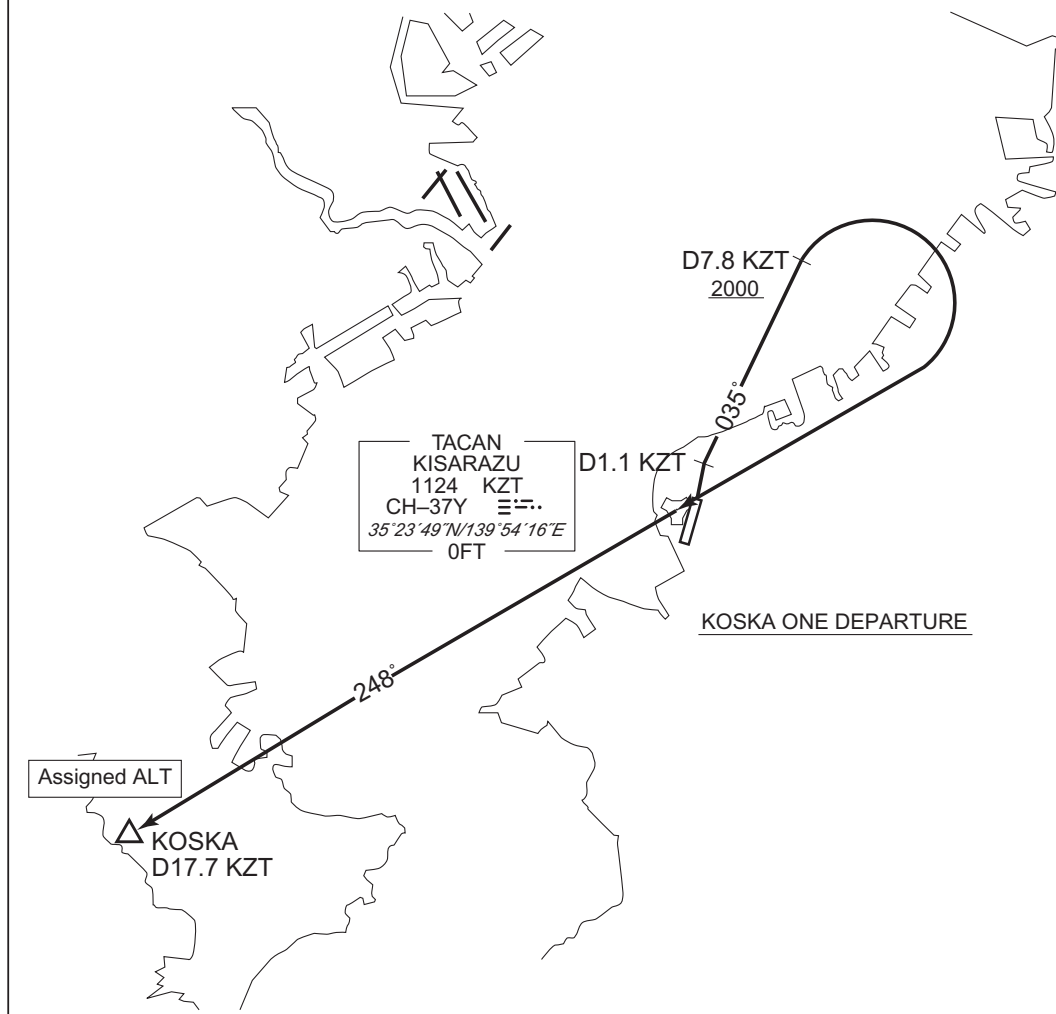 D7.8 KZT
2000
035°
TACAN
KISARAZU
1124 KZT
CH–37Y
35°23´49˝N/139°54´16˝E
0FT
D1.1 KZT
KOSKA ONE DEPARTURE
248°
Assigned ALT
KOSKA
D17.7 KZT